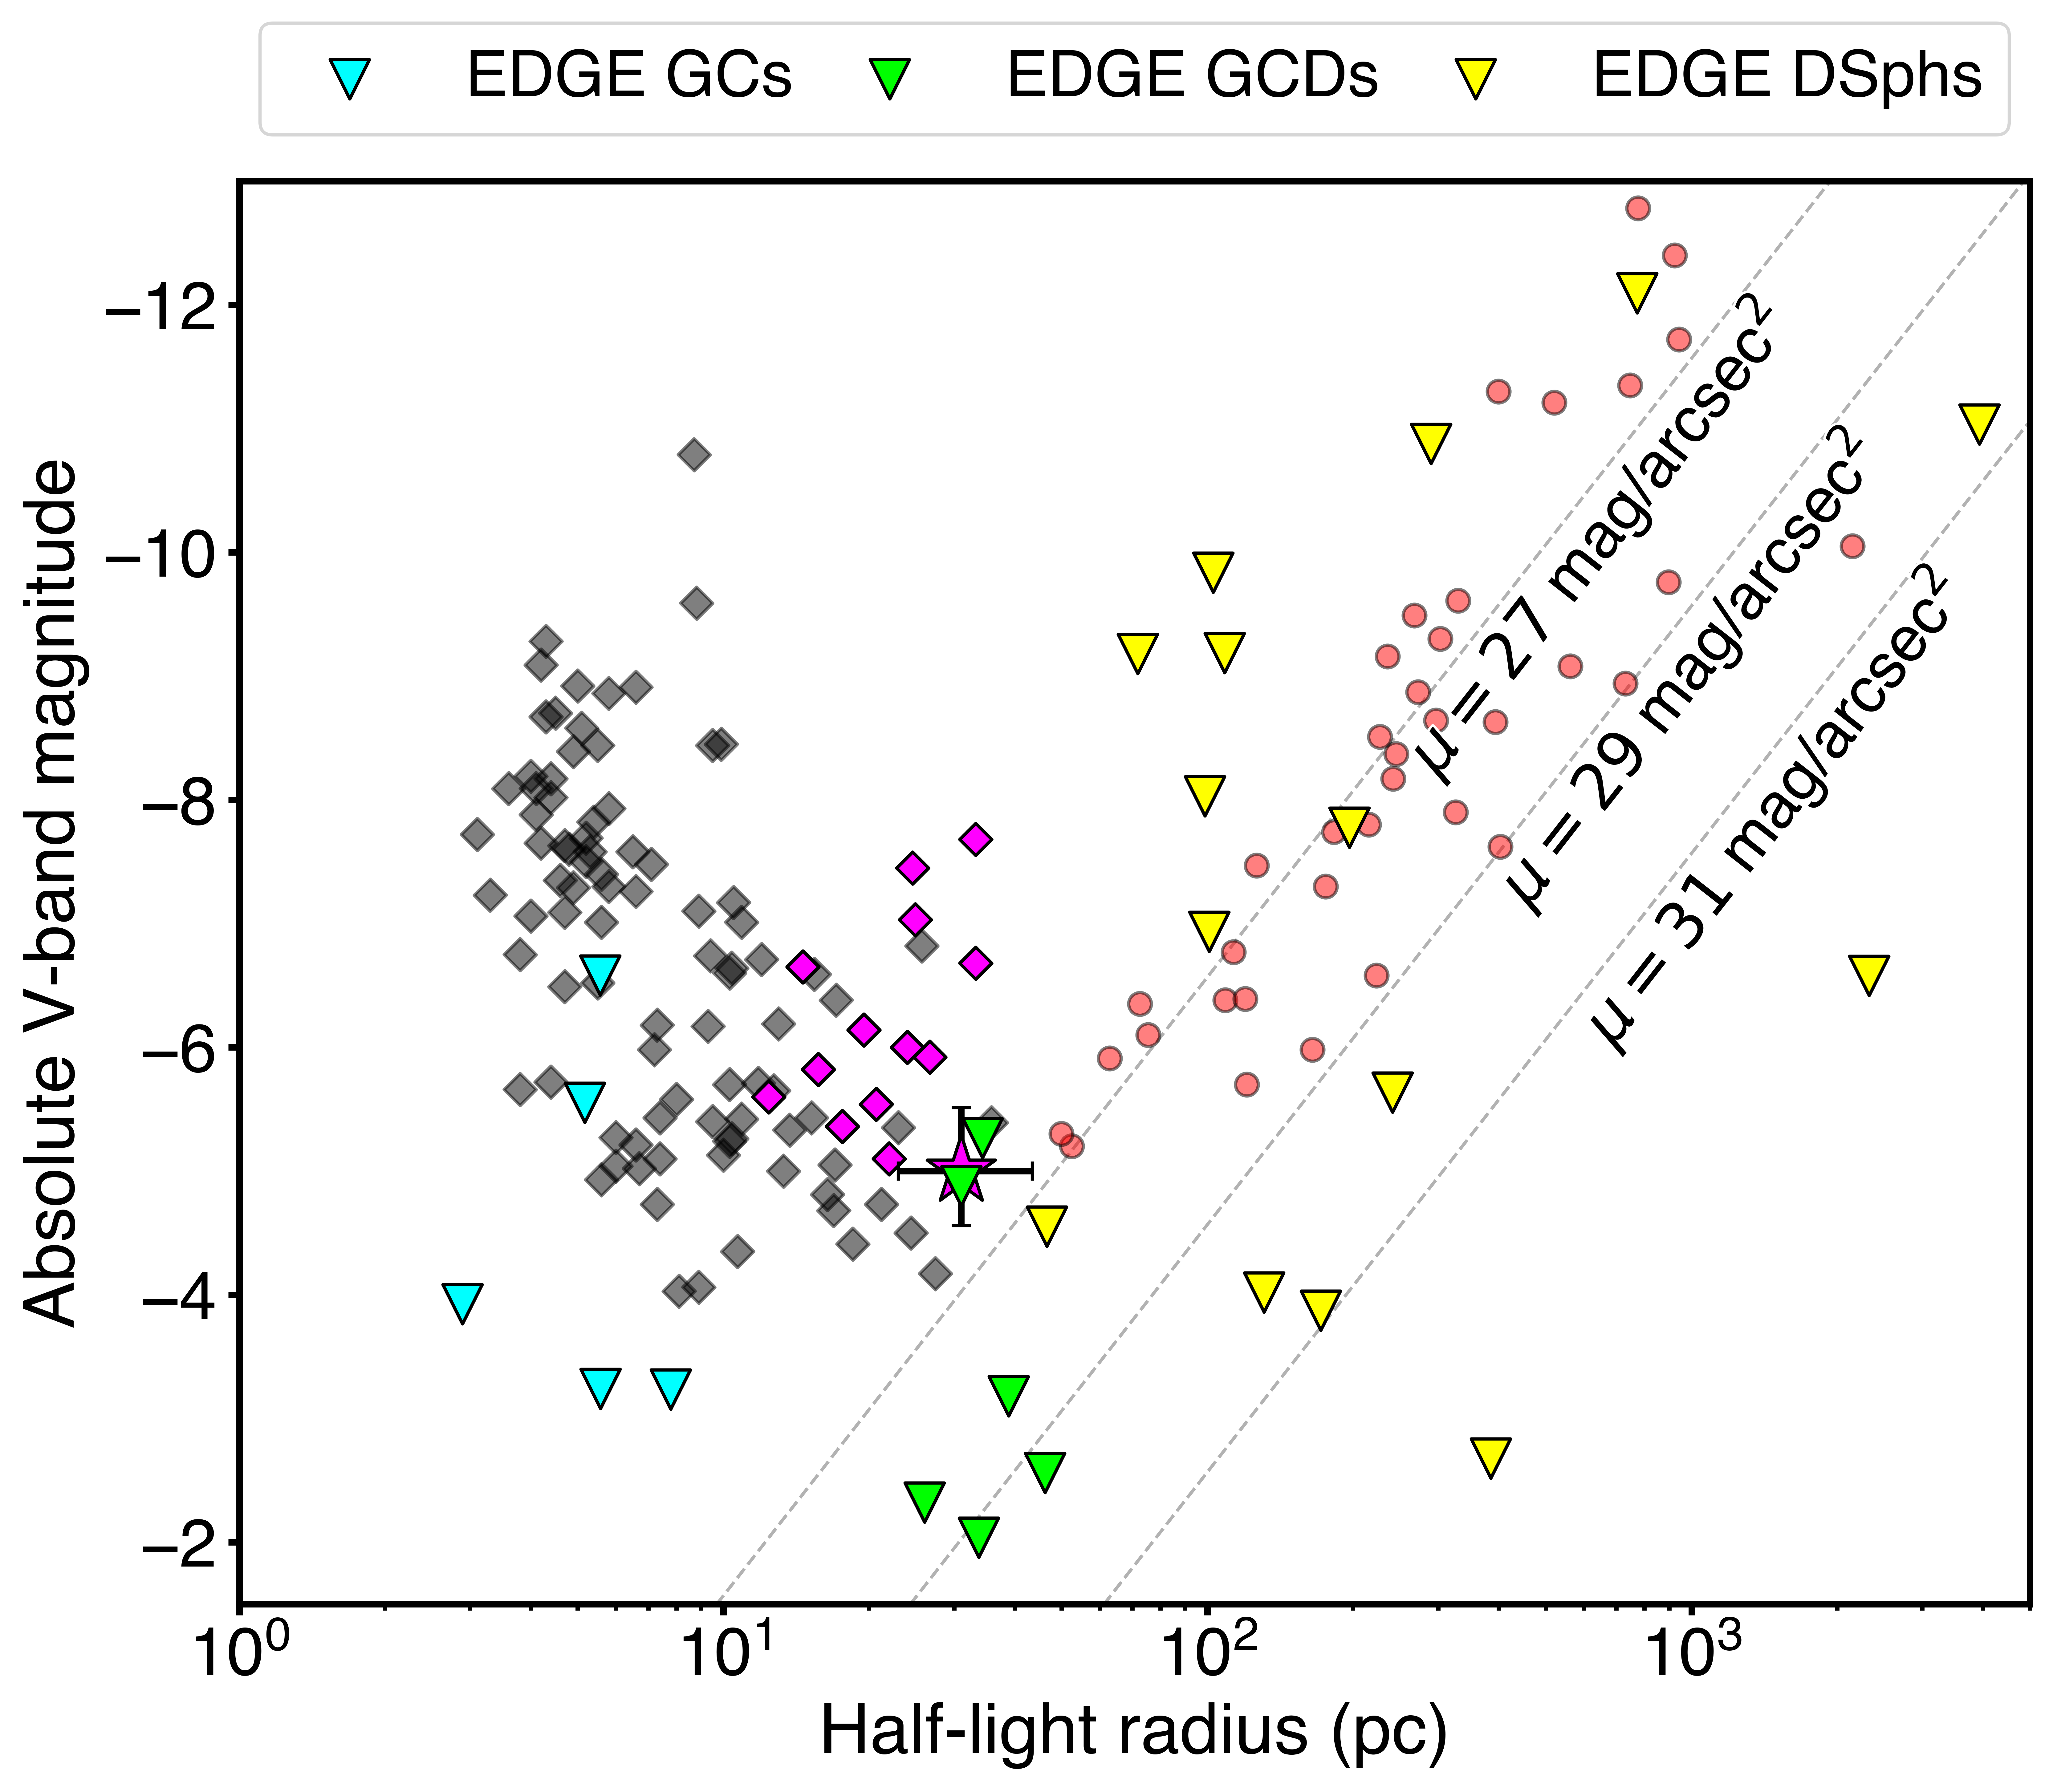 EDGE GCs EDGE GCDs EDGE DSphs
Absolute V-band magnitude
−12
−10
−8
−6
−4
−2
μ = 27 mag/arcsec²
μ = 29 mag/arcsec²
μ = 31 mag/arcsec²
10⁰ 10¹ 10² 10³
Half-light radius (pc)